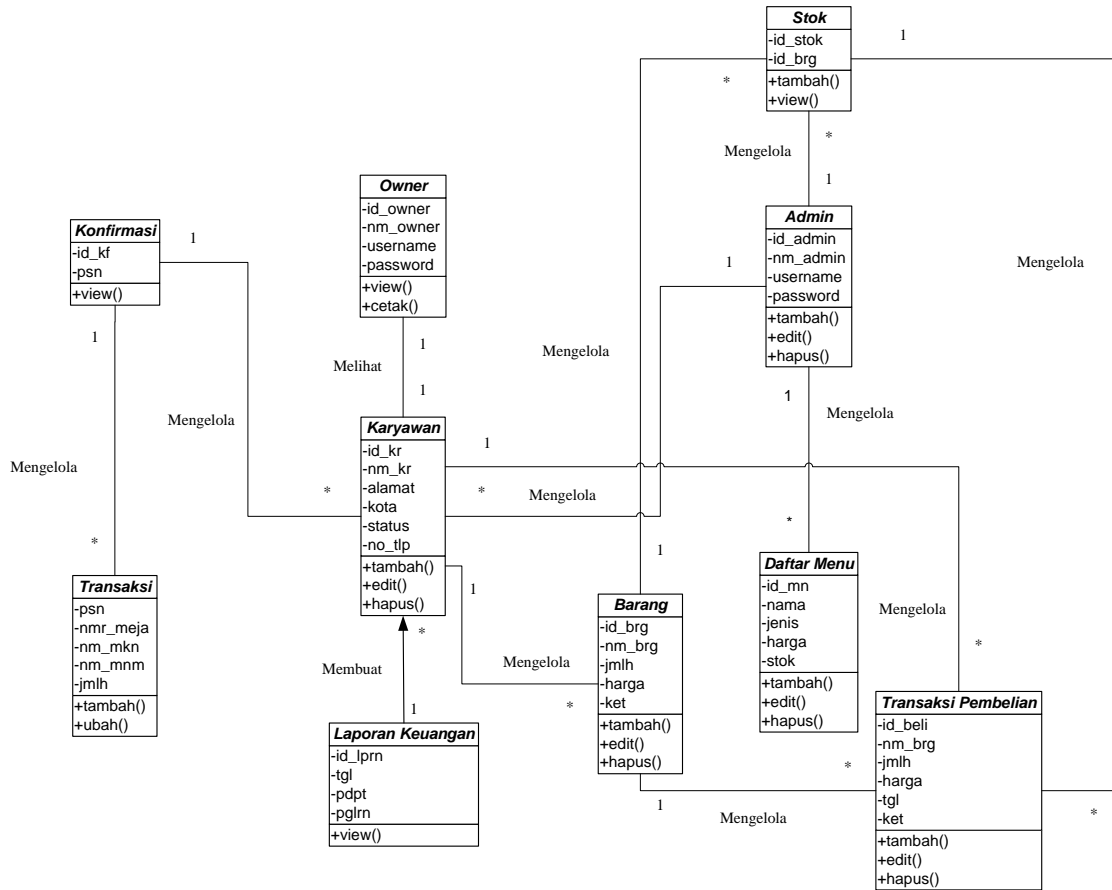 Stok
-id_stok
-id_brg
+tambah()
+view()
1
*
Mengelola
*
1
Mengelola
Owner
-id_owner
-nm_owner
-username
-password
+view()
+cetak()
Konfirmasi
-id_kf
-psn
+view()
1
1
Admin
-id_admin
-nm_admin
-username
-password
+tambah()
+edit()
+hapus()
1
1
Mengelola
1
Melihat
1
Mengelola
Mengelola
Mengelola
*
Karyawan
-id_kr
-nm_kr
-alamat
-kota
-status
-no_tlp
+tambah()
+edit()
+hapus()
*
1
*
Mengelola
1
Mengelola
*
Transaksi
-psn
-nmr_meja
-nm_mkn
-nm_mnm
-jmlh
+tambah()
+ubah()
1
1
Barang
-id_brg
-nm_brg
-jmlh
-harga
-ket
+tambah()
+edit()
+hapus()
Daftar Menu
-id_mn
-nama
-jenis
-harga
-stok
+tambah()
+edit()
+hapus()
Mengelola
*
*
Membuat
1
Mengelola
*
Laporan Keuangan
-id_lprn
-tgl
-pdpt
-pglrn
+view()
Transaksi Pembelian
-id_beli
-nm_brg
-jmlh
-harga
-tgl
-ket
+tambah()
+edit()
+hapus()
*
1
Mengelola
*